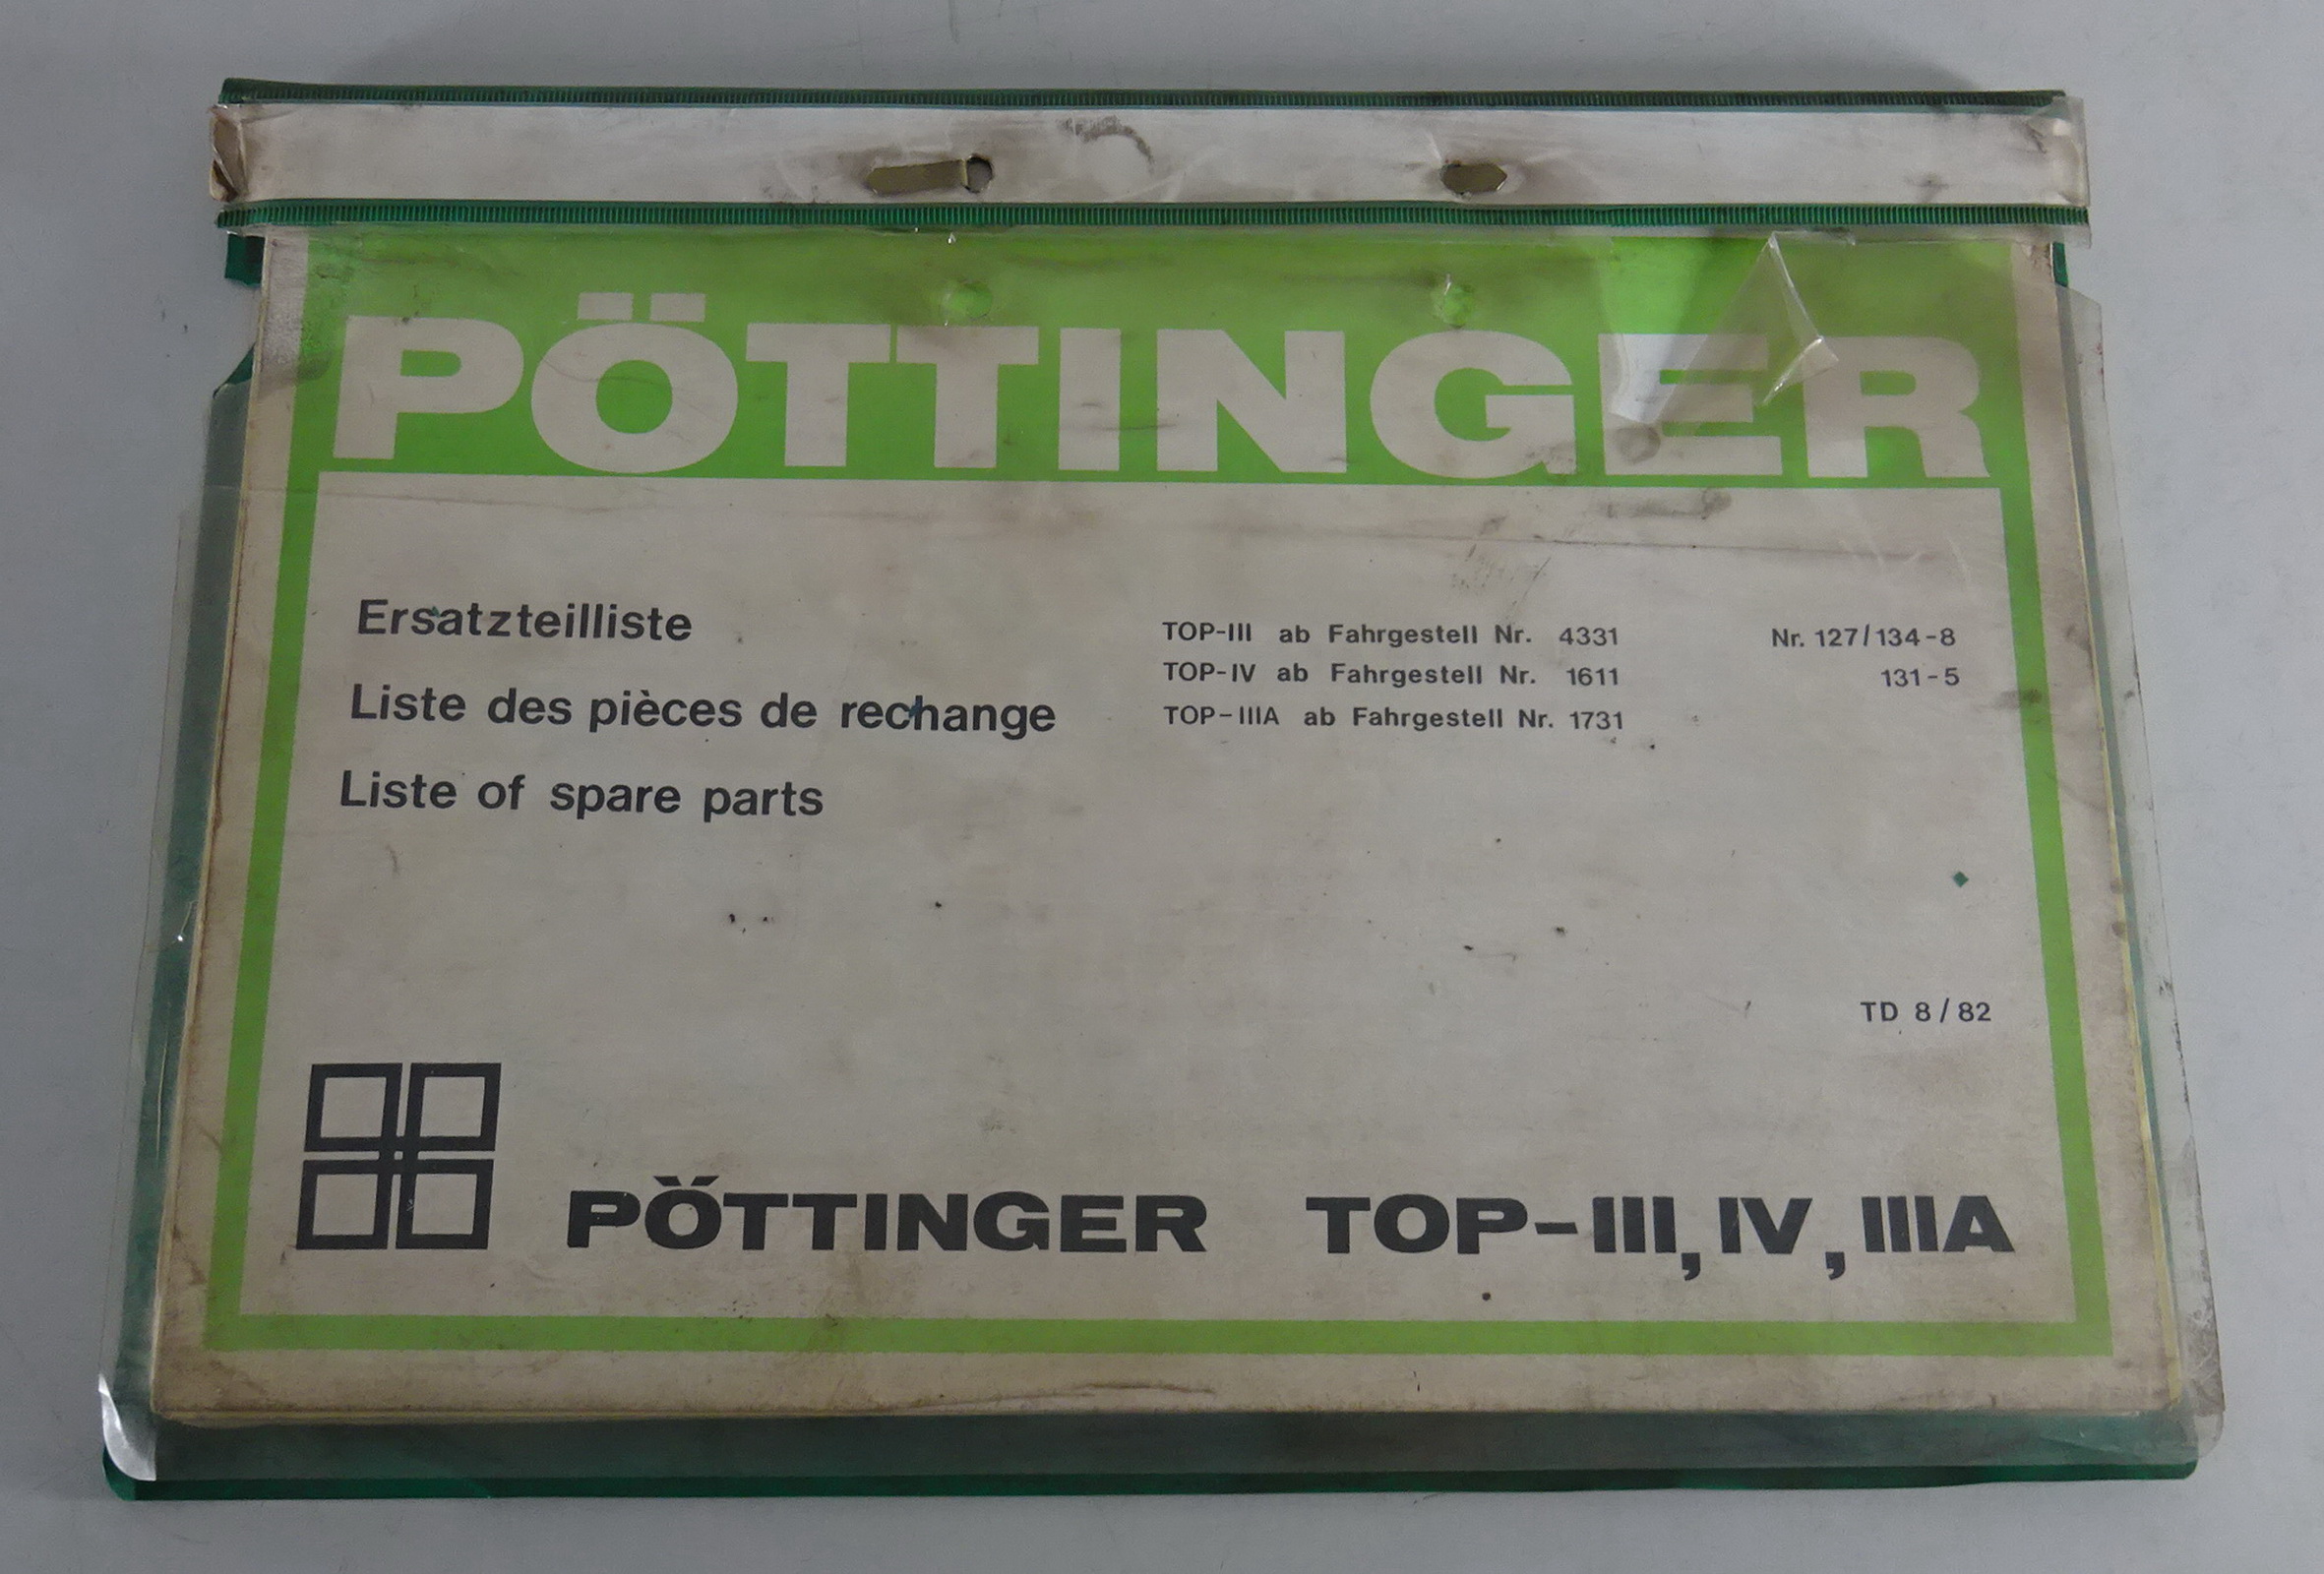 PÖTTINGER
Ersatzteilliste
Liste des pièces de rechange
Liste of spare parts
TOP-III ab Fahrgestell Nr. 4331 Nr. 127/134-8
TOP-IV ab Fahrgestell Nr. 1611 131-5
TOP-IIIA ab Fahrgestell Nr. 1731
TD 8/82
PÖTTINGER TOP-III, IV, IIIA